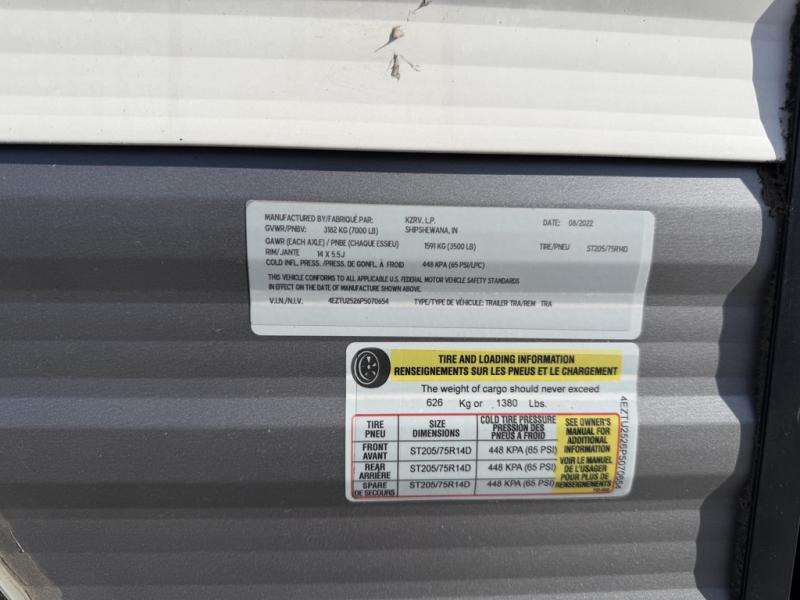 MANUFACTURED BY/FABRIQUÉ PAR: KZRV, L.P. DATE: 08/2022
GVWR/PNBV: 3182 KG (7000 LB) SHIPSHEWANA, IN
GAWR (EACH AXLE) / PNBE (CHAQUE ESSIEU) 1591 KG (3500 LB) TIRE/PNEU ST205/75R14D
RIM/JANTE 14 X 5.5J
COLD INFL. PRESS. /PRESS. DE GONFL. À FROID 448 KPA (65 PSI/LPC)
THIS VEHICLE CONFORMS TO ALL APPLICABLE U.S. FEDERAL MOTOR VEHICLE SAFETY STANDARDS
IN EFFECT ON THE DATE OF MANUFACTURE SHOWN ABOVE.
V.I.N./N.I.V. 4EZTU2526P5070654 TYPE/TYPE DE VÉHICULE: TRAILER TRA/REM TRA
TIRE AND LOADING INFORMATION
RENSEIGNEMENTS SUR LES PNEUS ET LE CHARGEMENT
The weight of cargo should never exceed
626 Kg or 1380 Lbs.
TIRE SIZE COLD TIRE PRESSURE
PNEU DIMENSIONS PRESSION DES
PNEUS A FROID
FRONT ST205/75R14D 448 KPA (65 PSI)
AVANT
REAR ST205/75R14D 448 KPA (65 PSI)
ARRIÈRE
SPARE ST205/75R14D 448 KPA (65 PSI)
DE SECOURS
SEE OWNER'S
MANUAL FOR
ADDITIONAL
INFORMATION
VOIR LE MANUEL
DE L'USAGER
POUR PLUS DE
RENSEIGNEMENTS
4EZTU2526P5070654